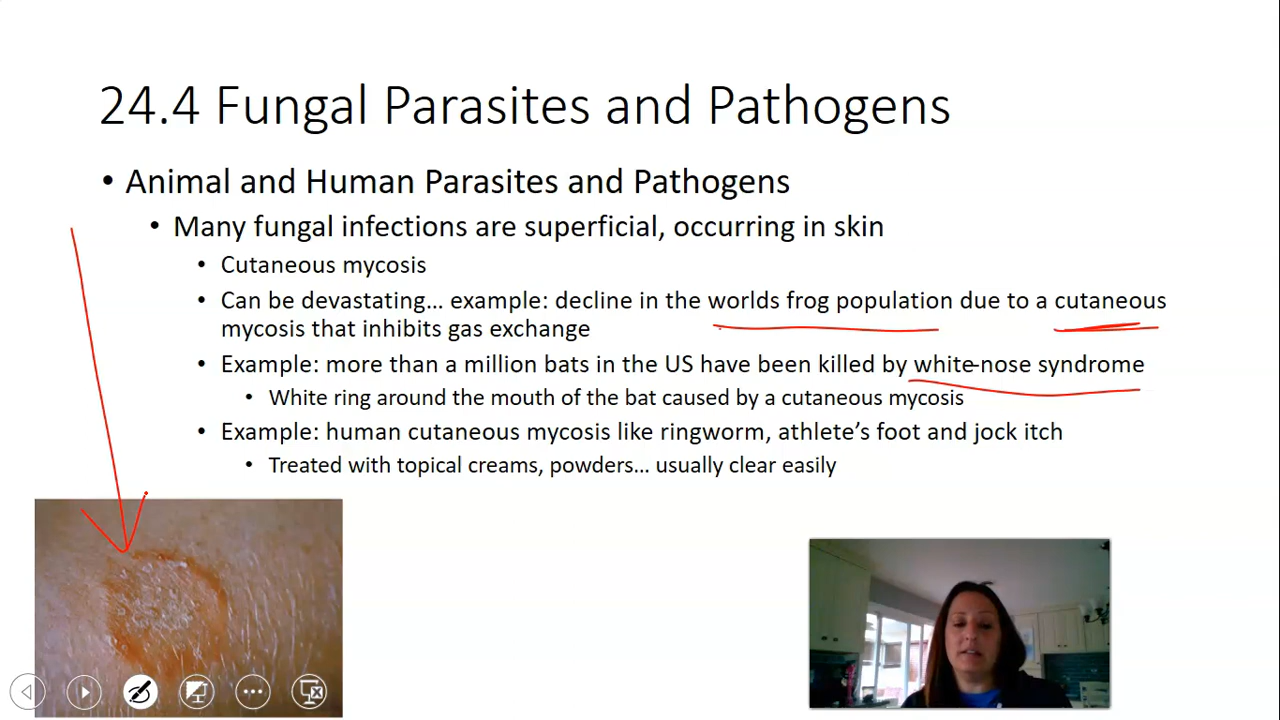 24.4 Fungal Parasites and Pathogens
• Animal and Human Parasites and Pathogens
• Many fungal infections are superficial, occurring in skin
• Cutaneous mycosis
• Can be devastating... example: decline in the worlds frog population due to a cutaneous
mycosis that inhibits gas exchange
• Example: more than a million bats in the US have been killed by white-nose syndrome
• White ring around the mouth of the bat caused by a cutaneous mycosis
• Example: human cutaneous mycosis like ringworm, athlete's foot and jock itch
• Treated with topical creams, powders... usually clear easily